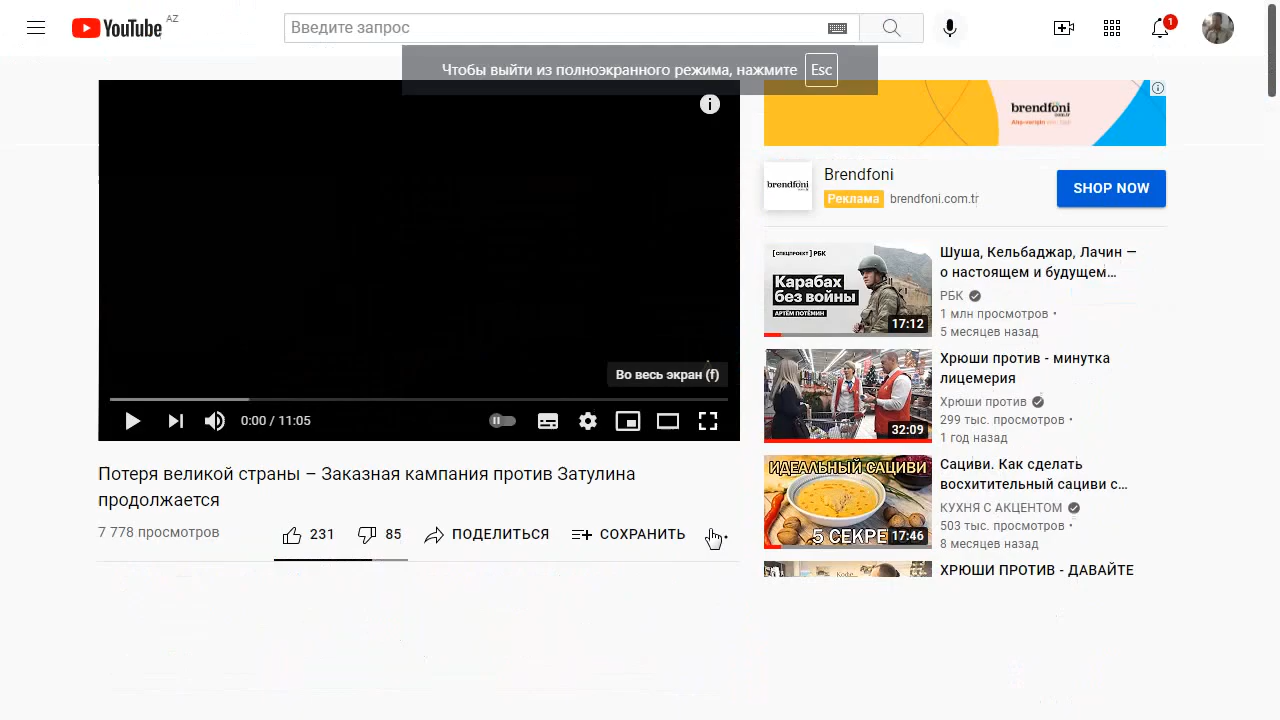 YouTube AZ
Введите запрос
1
Чтобы выйти из полноэкранного режима, нажмите Esc
Во весь экран (f)
0:00 / 11:05
Потеря великой страны – Заказная кампания против Затулина
продолжается
7 778 просмотров
231
85
ПОДЕЛИТЬСЯ
СОХРАНИТЬ
brendfoni
brendfoni
Brendfoni
Реклама brendfoni.com.tr
SHOP NOW
[СПЕЦПРОЕКТ] РБК
Карабах
без войны
АРТЁМ ПОТЁМИН
17:12
Шуша, Кельбаджар, Лачин —
о настоящем и будущем…
РБК
1 млн просмотров •
5 месяцев назад
32:09
Хрюши против - минутка
лицемерия
Хрюши против
299 тыс. просмотров •
1 год назад
ИДЕАЛЬНЫЙ САЦИВИ
5 СЕКРЕ
17:46
Сациви. Как сделать
восхитительный сациви с…
КУХНЯ С АКЦЕНТОМ
503 тыс. просмотров •
8 месяцев назад
ХРЮШИ ПРОТИВ - ДАВАЙТЕ